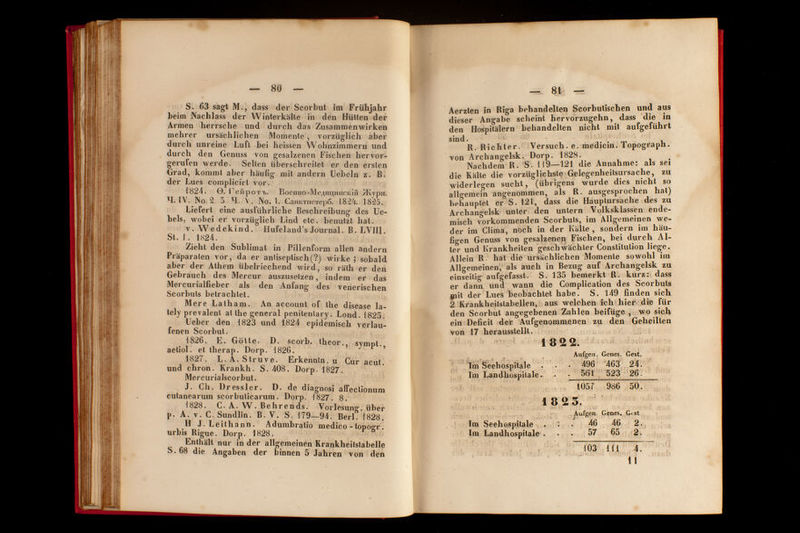 — 80 —
S. 63 sagt M., dass der Scorbut im Frühjahr
beim Nachlass der Winterkälte in den Hütten der
Armen herrsche und durch das Zusammenwirken
mehrer ursächlichen Momente, vorzüglich aber
durch unreine Luft bei heissen Wohnzimmern und
durch den Genuss von gesalzenen Fischen hervor-
gerufen werde. Selten überschreitet er den ersten
Grad, kommt aber häufig mit andern Uebeln z. B.
der Lues complicirt vor.
1824. Ѳ. Гейротъ. Военно-Медицинскій Журн.
Ч. IV. No. 2. 3. Ч. V. No. 1. Санктпетерб. 1824. 1825.
Liefert eine ausführliche Beschreibung des Ue-
bels, wobei er vorzüglich Lind etc. benutzt hat.
v. Wedekind. Hufeland's Journal. B. LVIII.
St. 1. 1824.
Zieht den Sublimat in Pillenform allen andern
Präparaten vor, da er antiseptisch(?) wirke; sobald
aber der Athem übelriechend wird, so räth er den
Gebrauch des Mercur auszusetzen, indem er das
Mercurialfieber als den Anfang des venerischen
Scorbuts betrachtet.
Mere Latham. An account of the disease la-
tely prevalent at the general penitentary. Lond. 1825.
Ueber den 1823 und 1824 epidemisch verlau-
fenen Scorbut.
1826. E. Götte. D. scorb. theor., sympt.,
aetiol. et therap. Dorp. 1826.
1827. L. A. Struve. Erkenntn. u Cur acut.
und chron. Krankh. S. 408. Dorp. 1827.
Mercurialscorbut.
J. Ch. Dressler. D. de diagnosi affectionum
cutanearum scorbuticarum. Dorp. 1827. 8.
1828. C. A. W. Behrends. Vorlesung. über
p. A. v. C. Sundlin. B. V. S. 179—94. Berl. 1828.
H J. Leithann. Adumbratio medico-topogr.
urbis Rigae. Dorp. 1828.
Enthält nur in der allgemeinen Krankheitstabelle
S. 68 die Angaben der binnen 5 Jahren von den
— 81 —
Aerzten in Riga behandelten Scorbutischen und aus
dieser Angabe scheint hervorzugehn, dass die in
den Hospitälern behandelten nicht mit aufgeführt
sind.
R. Richter. Versuch. e. medicin. Topograph.
von Archangelsk. Dorp. 1828.
Nachdem R. S. 119—121 die Annahme: als sei
die Kälte die vorzüglichste Gelegenheitsursache, zu
widerlegen sucht, (übrigens wurde dies nicht so
allgemein angenommen, als R. ausgesprochen hat)
behauptet er S. 121, dass die Hauptursache des zu
Archangelsk unter den untern Volksklassen ende-
misch vorkommenden Scorbuts, im Allgemeinen we-
der im Clima, noch in der Kälte, sondern im häu-
figen Genuss von gesalzenen Fischen, bei durch Al-
ter und Krankheiten geschwächter Constitution liege.
Allein R. hat die ursächlichen Momente sowohl im
Allgemeinen, als auch in Bezug auf Archangelsk zu
einseitig aufgefasst. S. 135 bemerkt R. kurz: dass
er dann und wann die Complication des Scorbuts
mit der Lues beobachtet habe. S. 149 finden sich
2 Krankheitstabellen, aus welchen ich hier die für
den Scorbut angegebenen Zahlen beifüge, wo sich
ein Deficit der Aufgenommenen zu den Geheilten
von 17 herausstellt.
1822.
Aufgen. Genes. Gest.
Im Seehospitale . . 496 463 24.
Im Landhospitale. . . 561 523 26.
1057 986 50.
1823.
Aufgen. Genes. Gest
Im Seehospitale . . . 46 46 2.
Im Landhospitale . . . 57 65 2.
103 111 4.
11